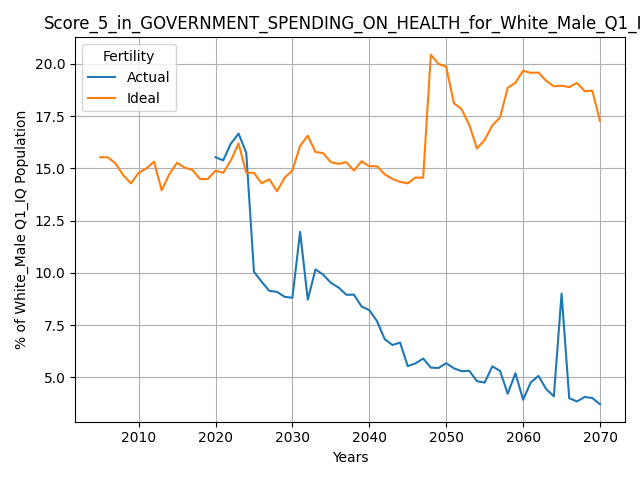 Score_5_in_GOVERNMENT_SPENDING_ON_HEALTH_for_White_Male_Q1_I
Fertility
Actual
Ideal
% of White_Male Q1_IQ Population
20.0
17.5
15.0
12.5
10.0
7.5
5.0
2010 2020 2030 2040 2050 2060 2070
Years